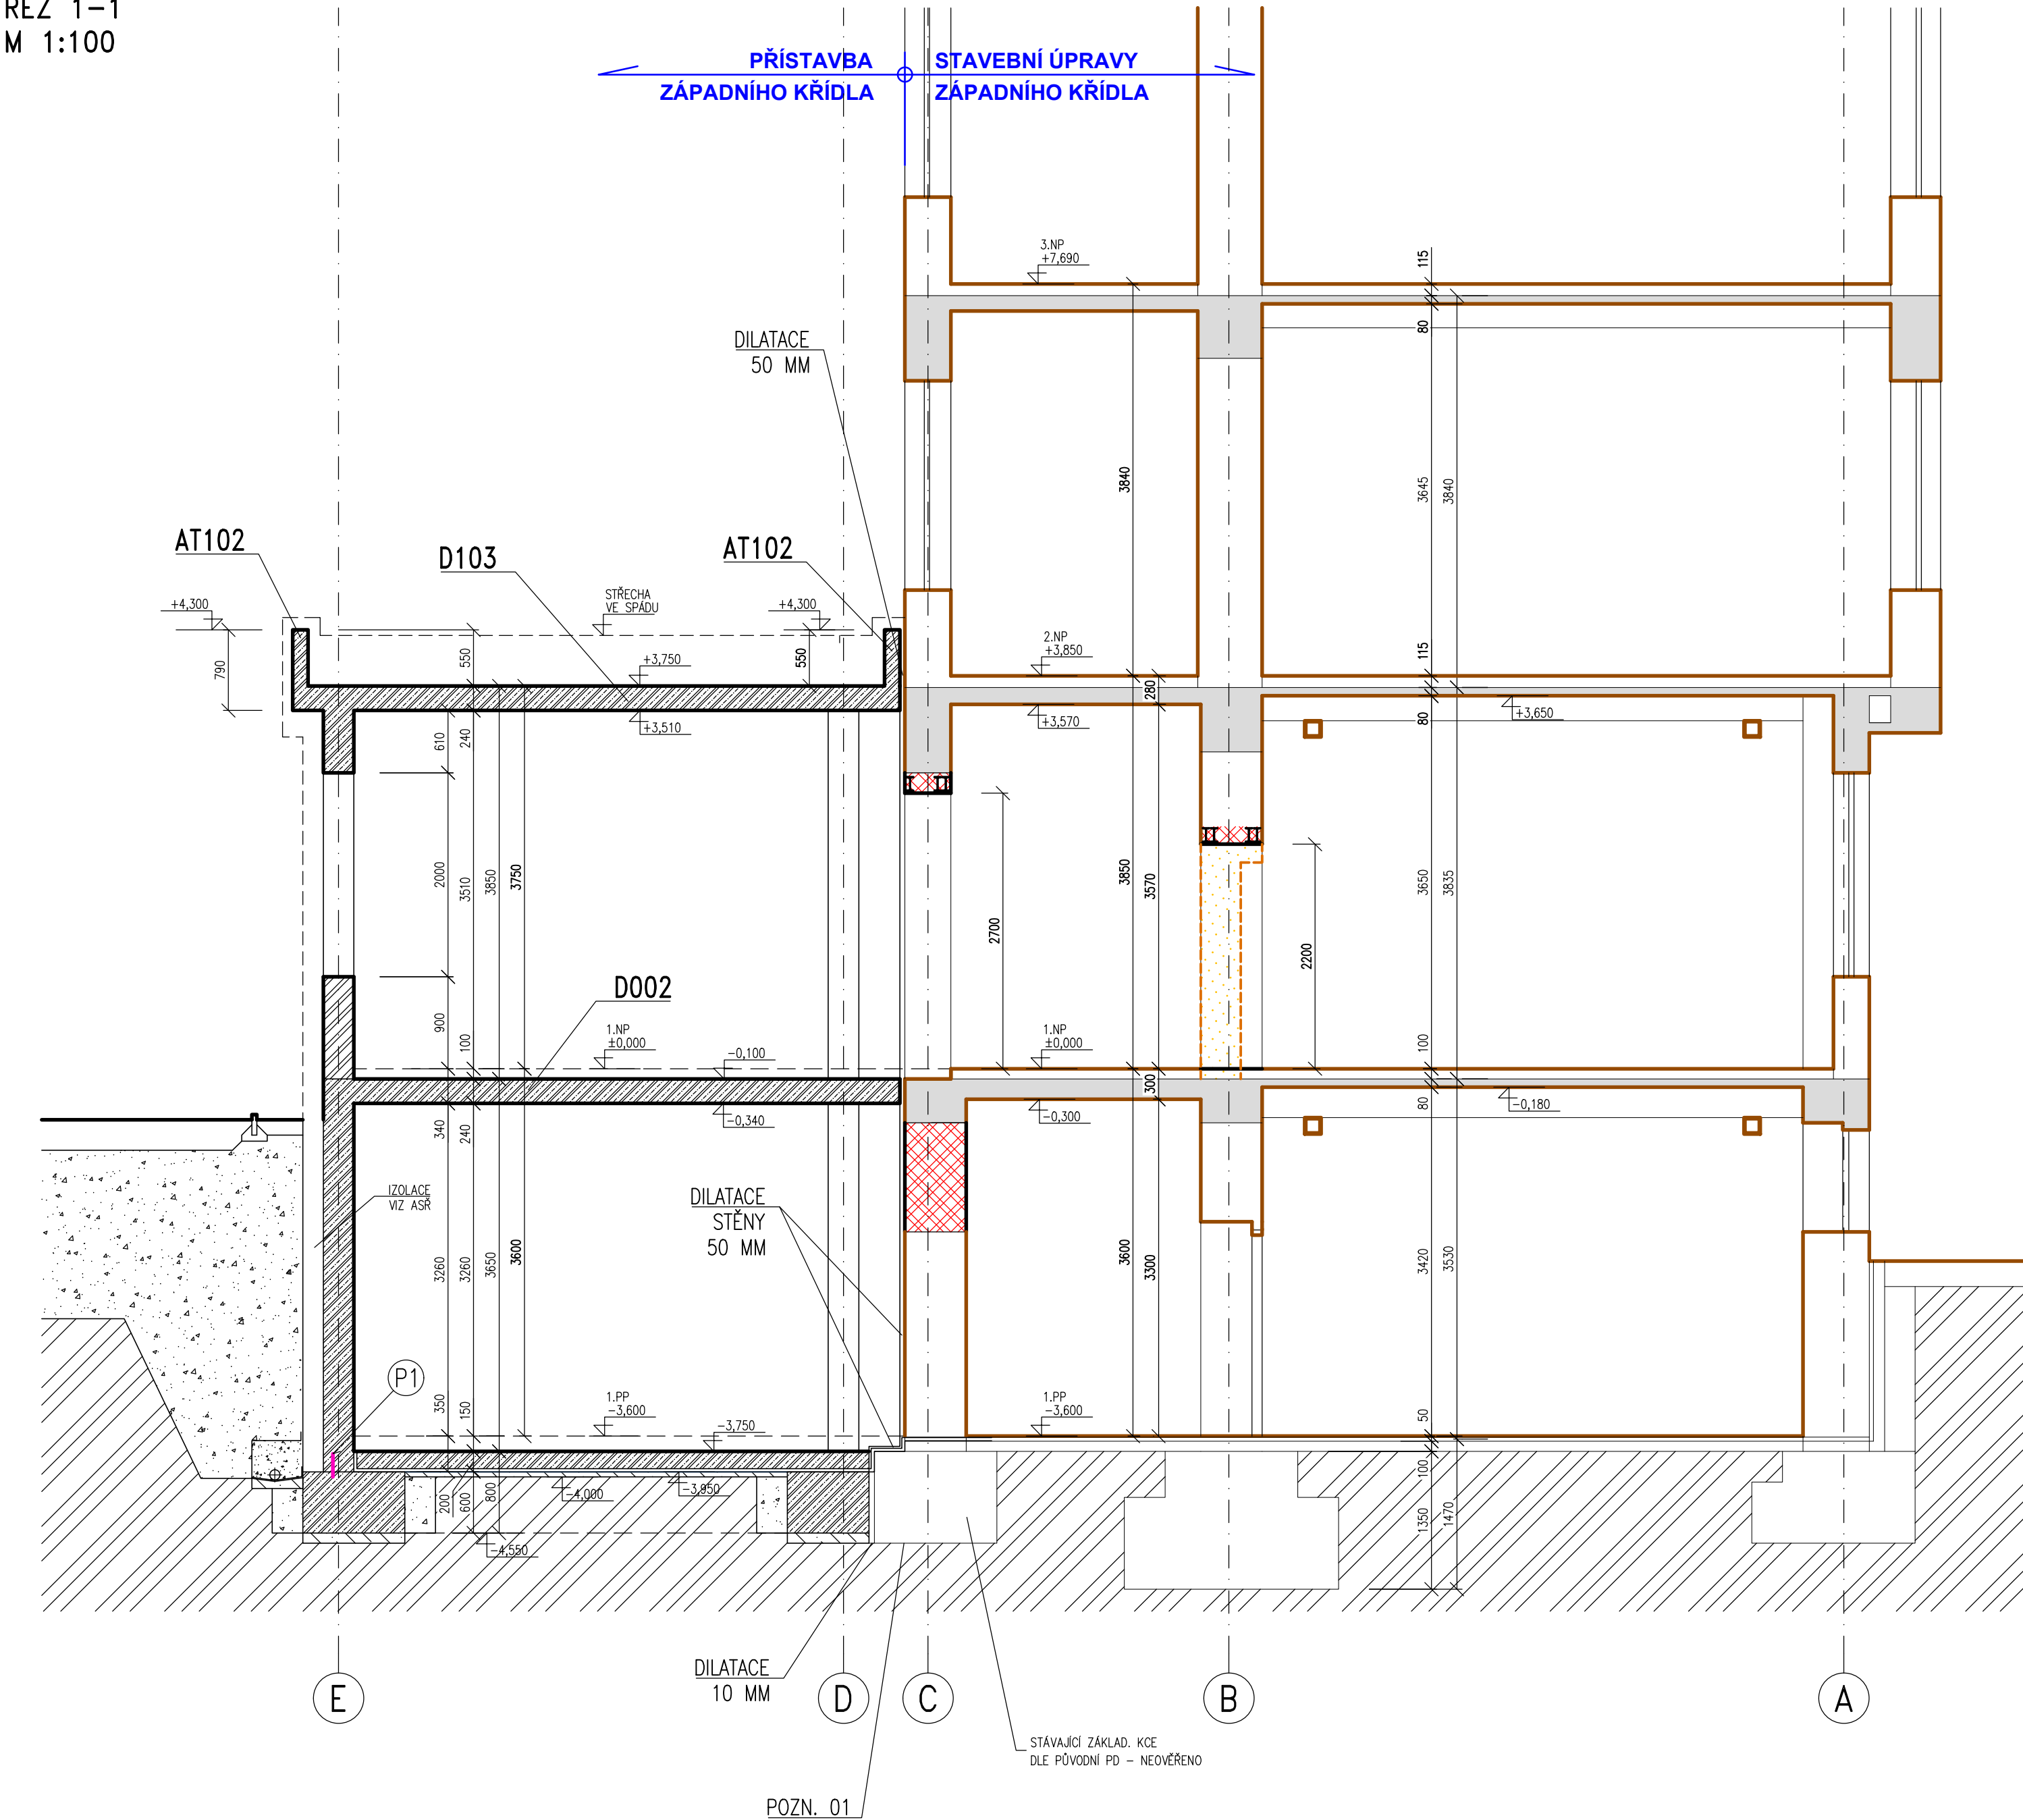 ŘEZ 1-1
M 1:100
PŘÍSTAVBA
ZÁPADNÍHO KŘÍDLA
STAVEBNÍ ÚPRAVY
ZÁPADNÍHO KŘÍDLA
3.NP
+7,690
115
80
DILATACE
50 MM
3840
3645
3840
AT102
D103
AT102
STŘECHA
VE SPÁDU
+4,300
+4,300
790
550
550
+3,750
2.NP
+3,850
115
280
80
+3,650
+3,570
+3,510
610
240
2000
3510
3850
3750
2700
3850
3570
2200
3650
3835
D002
900
100
1.NP
±0,000
-0,100
1.NP
±0,000
100
300
80
-0,180
-0,300
-0,340
340
240
IZOLACE
VIZ ASŘ
DILATACE
STĚNY
50 MM
3260
3260
3650
3600
3600
3300
3420
3530
P1
350
150
1.PP
-3,600
-3,750
1.PP
-3,600
50
100
200
600
800
-4,000
-3,950
-4,550
1350
1470
DILATACE
10 MM
E
D
C
B
A
STÁVAJÍCÍ ZÁKLAD. KCE
DLE PŮVODNÍ PD - NEOVĚŘENO
POZN. 01